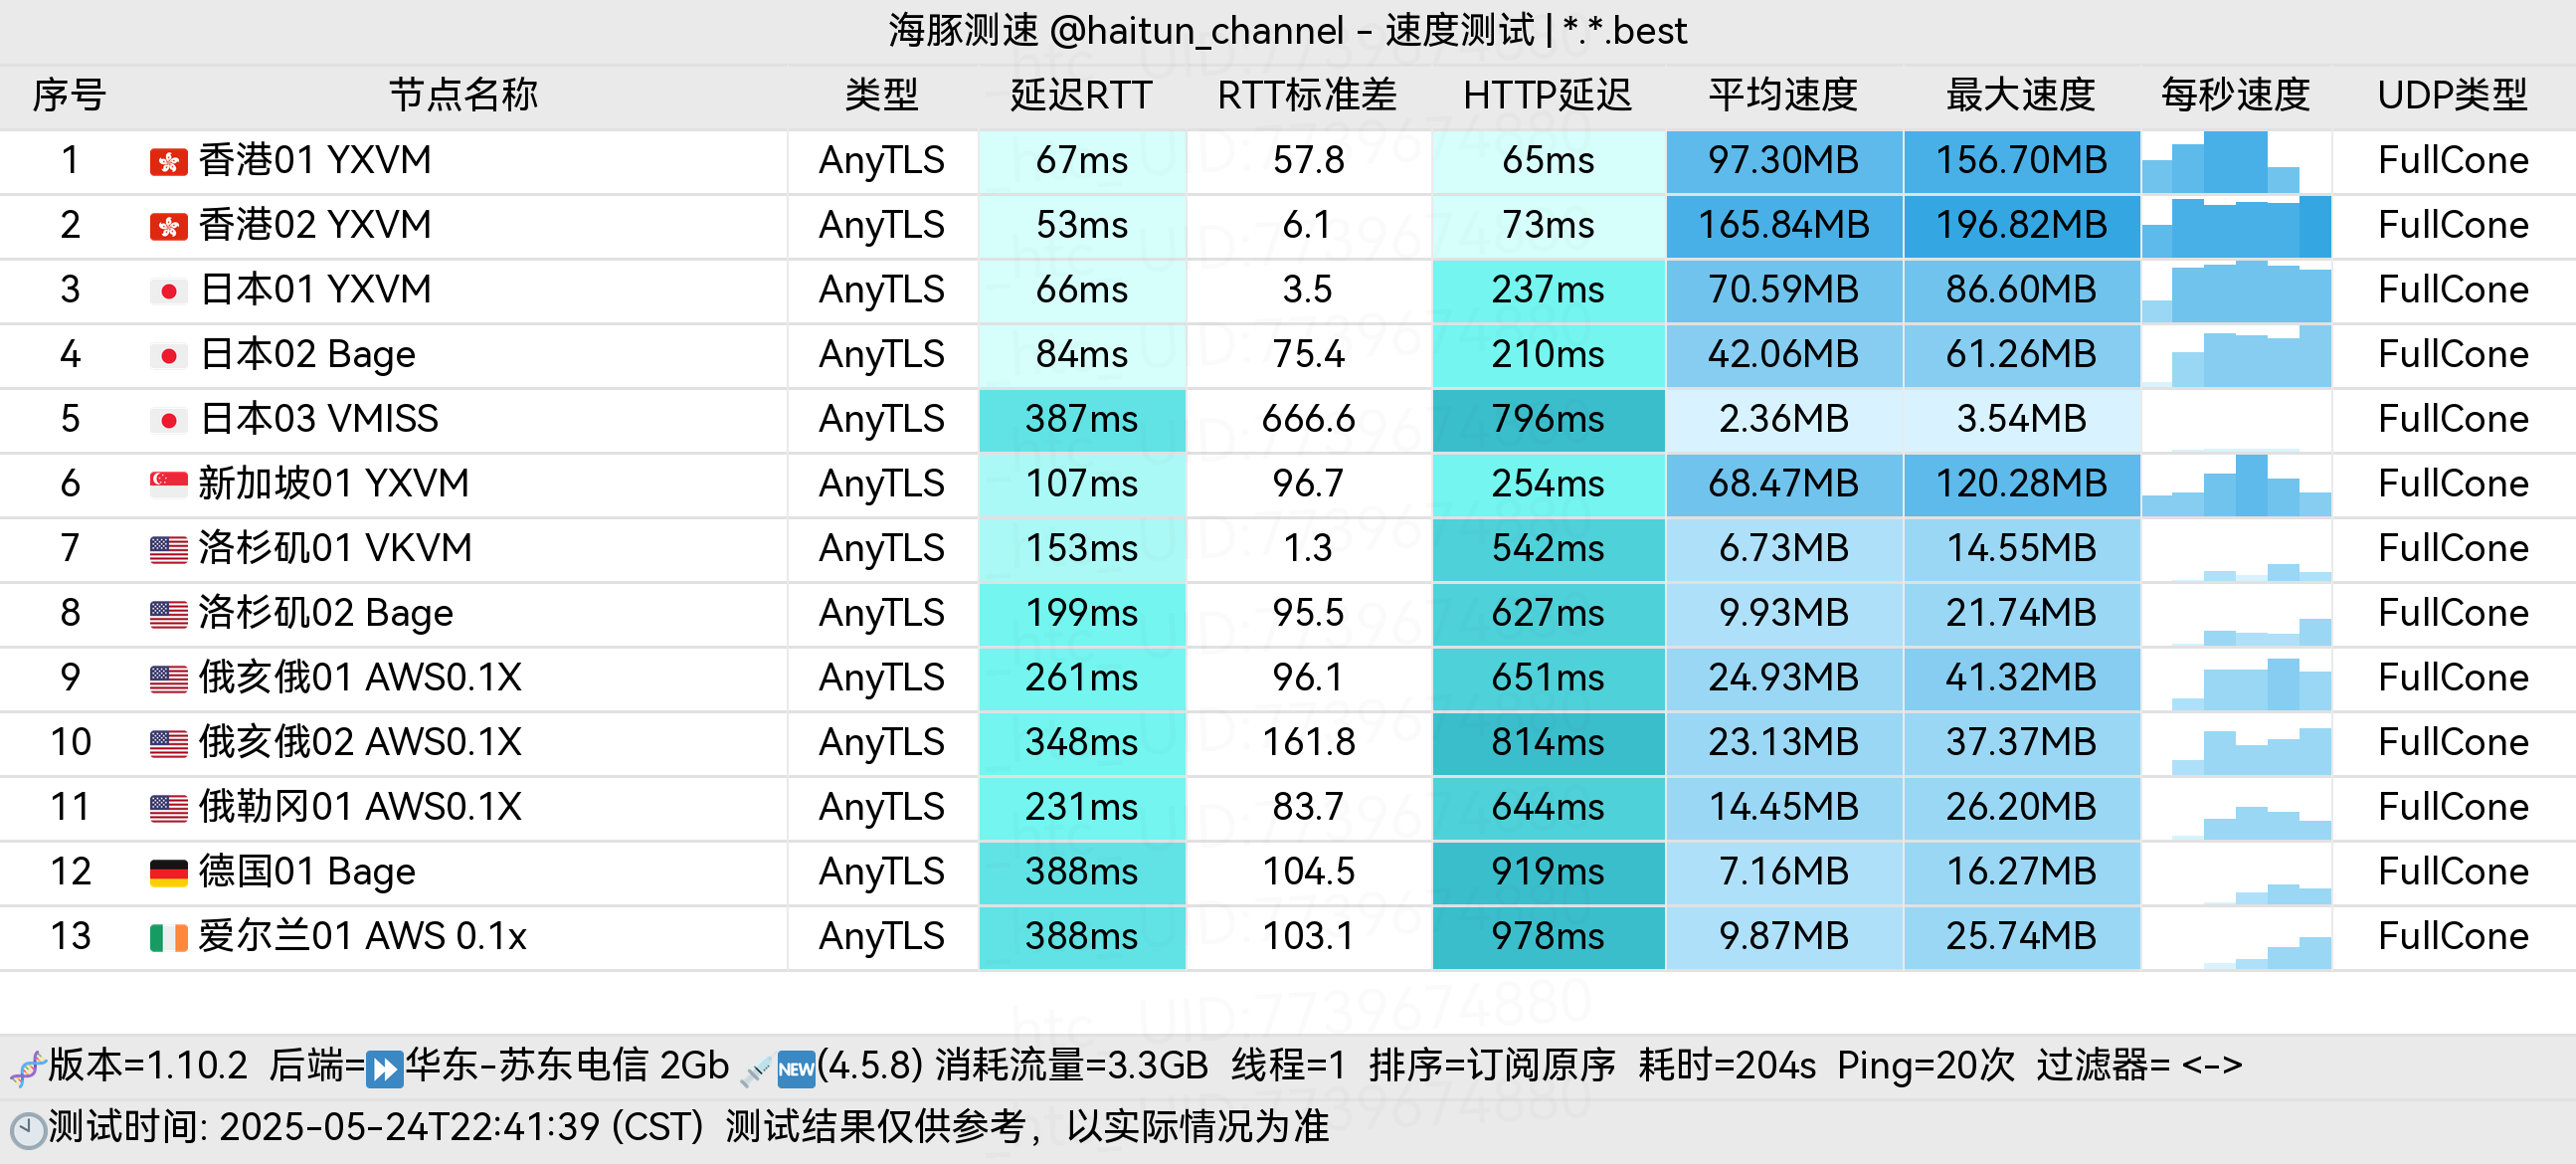 海豚测速 @haitun_channel - 速度测试 | *.*.best
序号 节点名称 类型 延迟RTT RTT标准差 HTTP延迟 平均速度 最大速度 每秒速度 UDP类型
1 香港01 YXVM AnyTLS 67ms 57.8 65ms 97.30MB 156.70MB FullCone
2 香港02 YXVM AnyTLS 53ms 6.1 73ms 165.84MB 196.82MB FullCone
3 日本01 YXVM AnyTLS 66ms 3.5 237ms 70.59MB 86.60MB FullCone
4 日本02 Bage AnyTLS 84ms 75.4 210ms 42.06MB 61.26MB FullCone
5 日本03 VMISS AnyTLS 387ms 666.6 796ms 2.36MB 3.54MB FullCone
6 新加坡01 YXVM AnyTLS 107ms 96.7 254ms 68.47MB 120.28MB FullCone
7 洛杉矶01 VKVM AnyTLS 153ms 1.3 542ms 6.73MB 14.55MB FullCone
8 洛杉矶02 Bage AnyTLS 199ms 95.5 627ms 9.93MB 21.74MB FullCone
9 俄亥俄01 AWS0.1X AnyTLS 261ms 96.1 651ms 24.93MB 41.32MB FullCone
10 俄亥俄02 AWS0.1X AnyTLS 348ms 161.8 814ms 23.13MB 37.37MB FullCone
11 俄勒冈01 AWS0.1X AnyTLS 231ms 83.7 644ms 14.45MB 26.20MB FullCone
12 德国01 Bage AnyTLS 388ms 104.5 919ms 7.16MB 16.27MB FullCone
13 爱尔兰01 AWS 0.1x AnyTLS 388ms 103.1 978ms 9.87MB 25.74MB FullCone
_htc_ UID:7739674880
版本=1.10.2 后端=⏩华东-苏东电信 2Gb 💉🆕(4.5.8) 消耗流量=3.3GB 线程=1 排序=订阅原序 耗时=204s Ping=20次 过滤器= <->
测试时间: 2025-05-24T22:41:39 (CST) 测试结果仅供参考，以实际情况为准